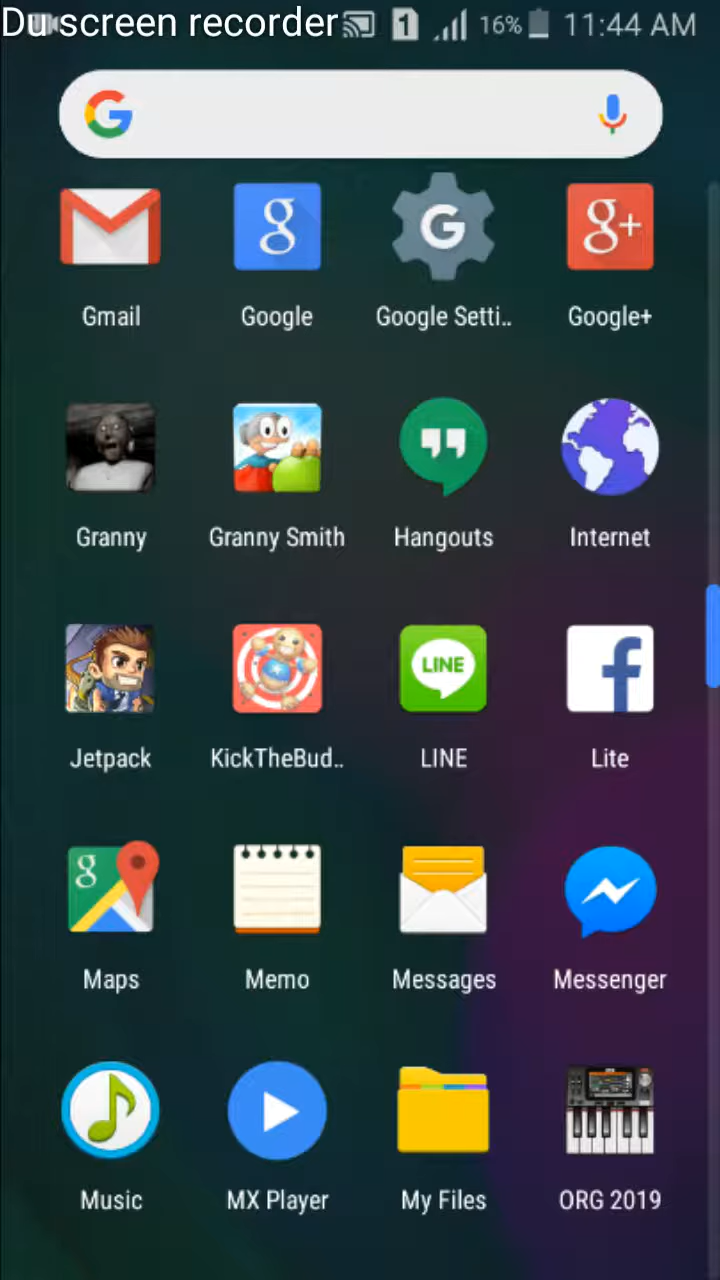 Du screen recorder 1 16% 11:44 AM
G
Gmail Google Google Setti.. Google+
Granny Granny Smith Hangouts Internet
LINE
Jetpack KickTheBud.. LINE Lite
Maps Memo Messages Messenger
Music MX Player My Files ORG 2019